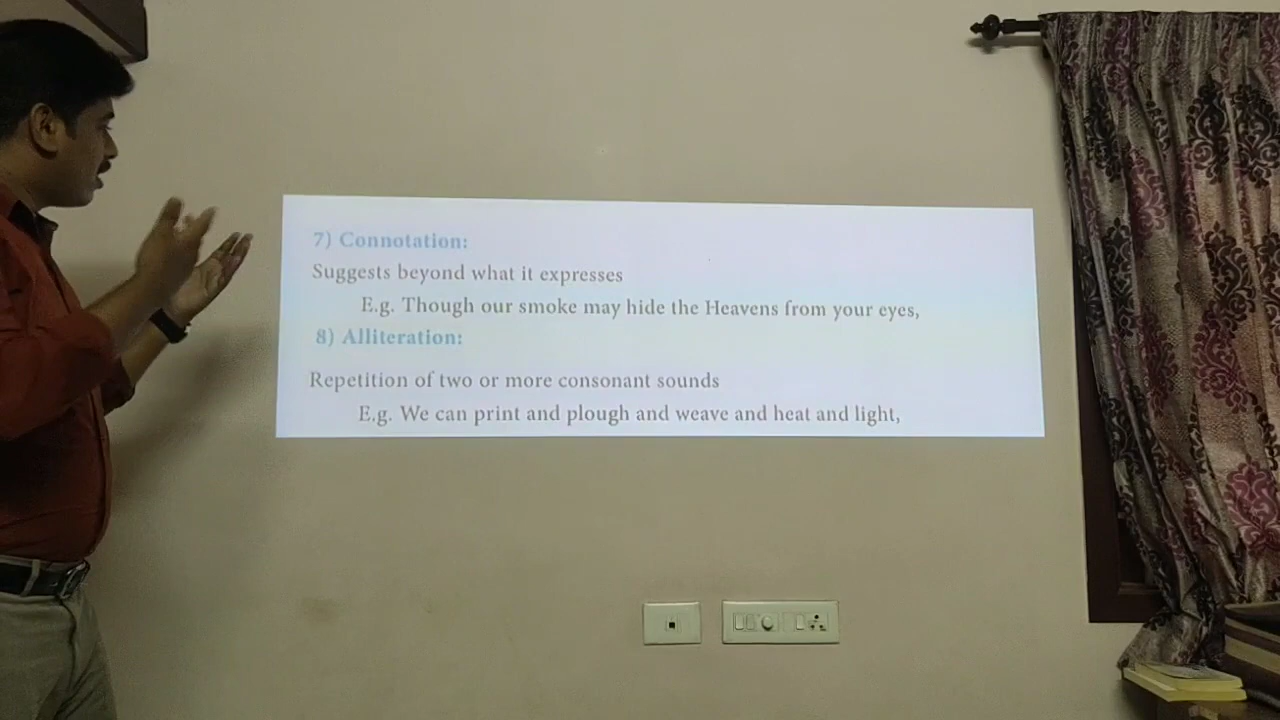 7) Connotation:
Suggests beyond what it expresses
E.g. Though our smoke may hide the Heavens from your eyes,
8) Alliteration:
Repetition of two or more consonant sounds
E.g. We can print and plough and weave and heat and light,